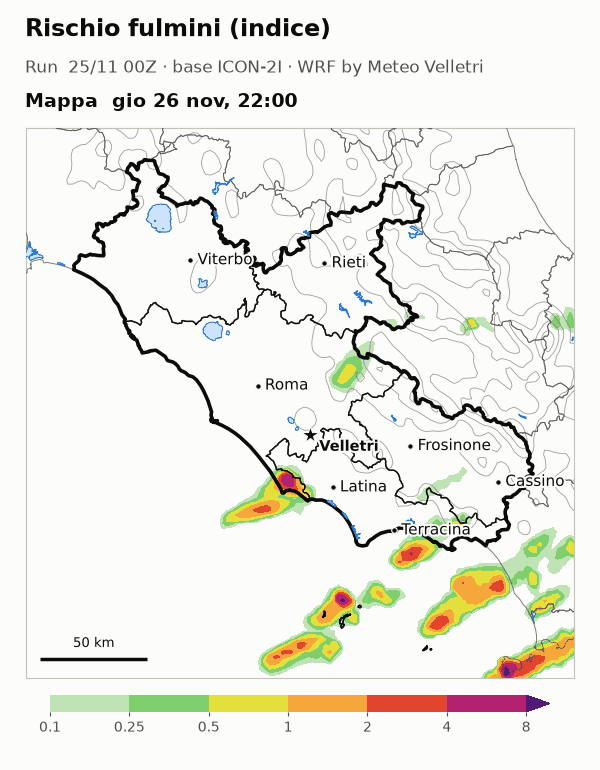 Rischio fulmini (indice)
Run 25/11 00Z · base ICON-2I · WRF by Meteo Velletri
Mappa gio 26 nov, 22:00
Viterbo
Rieti
Roma
Velletri
Frosinone
Cassino
Latina
Terracina
50 km
0.1 0.25 0.5 1 2 4 8